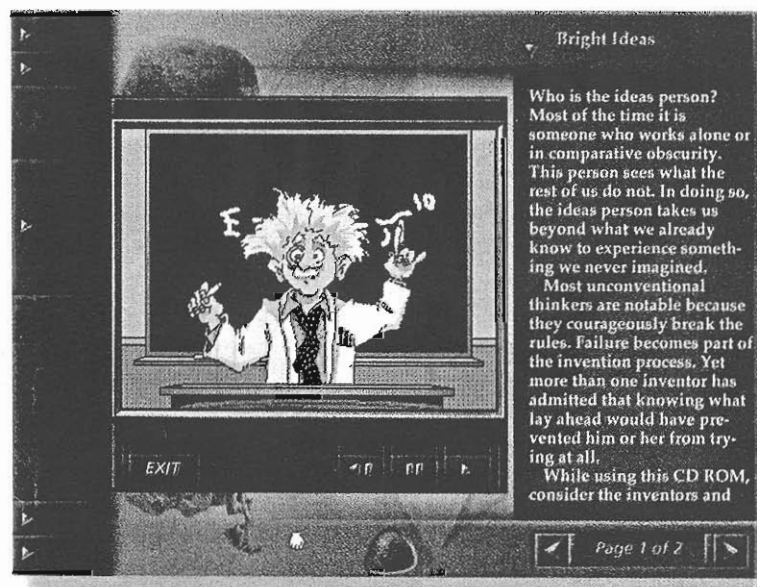 Bright Ideas
Who is the ideas person?
Most of the time it is
someone who works alone or
in comparative obscurity.
This person sees what the
rest of us do not. In doing so,
the ideas person takes us
beyond what we already
know to experience someth-
ing we never imagined.
Most unconventional
thinkers are notable because
they courageously break the
rules. Failure becomes part of
the invention process. Yet
more than one inventor has
admitted that knowing what
lay ahead would have pre-
vented him or her from try-
ing at all.
While using this CD ROM,
consider the inventors and
EXIT
Page 1 of 2